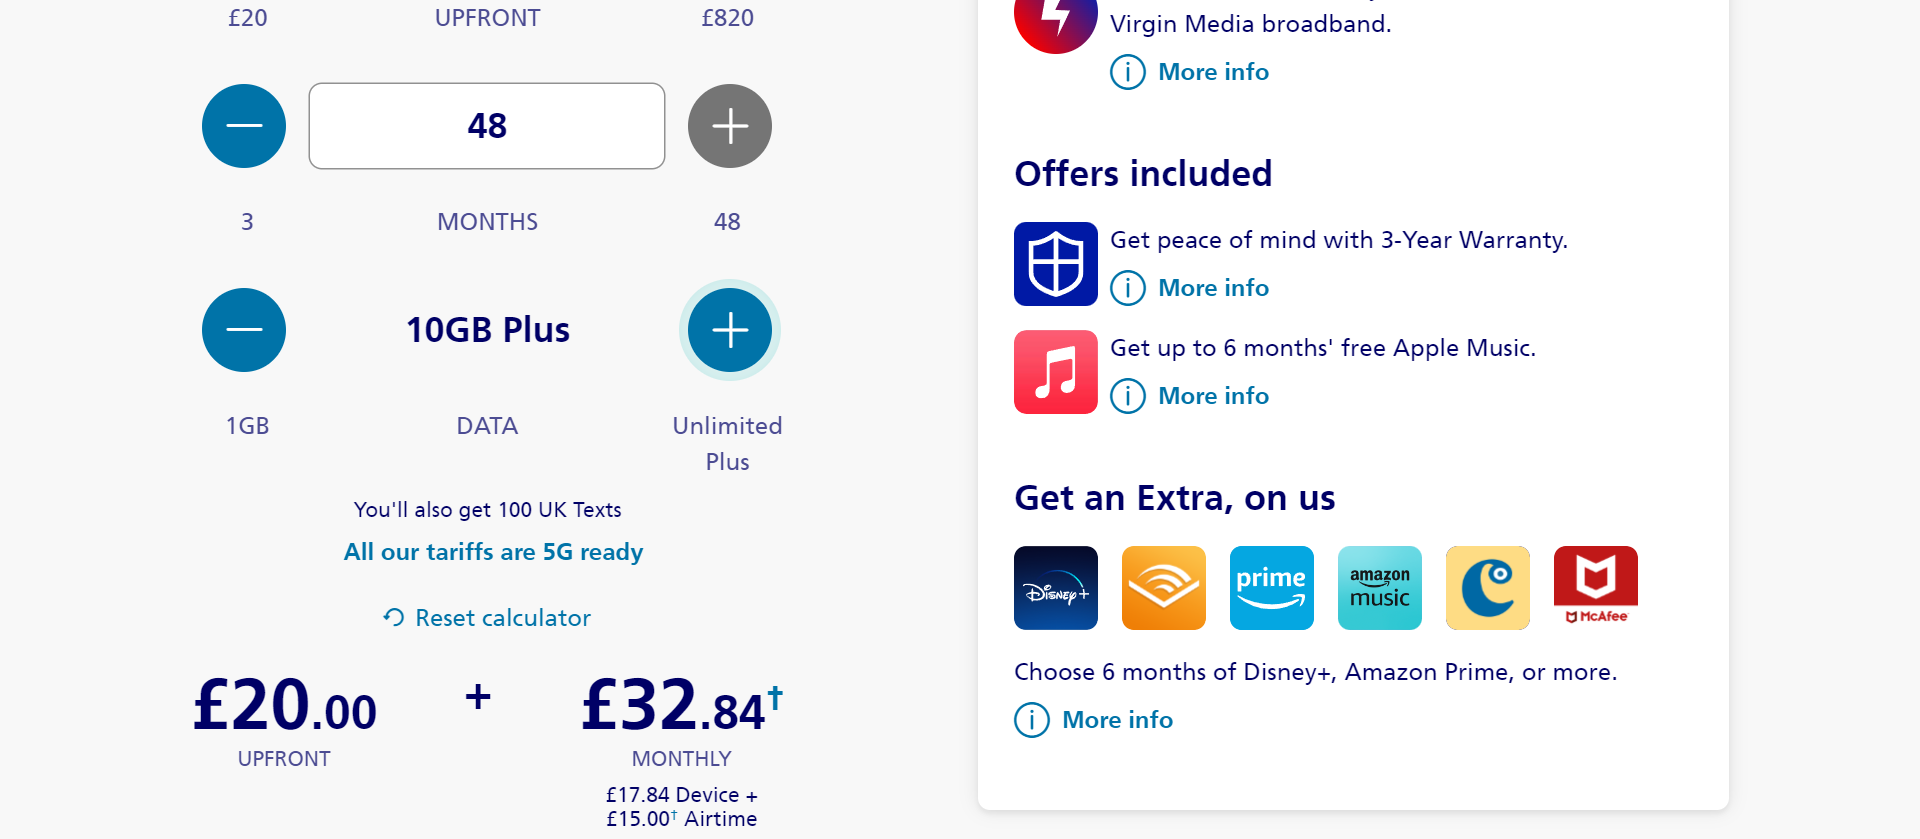 £20 UPFRONT £820
48
3 MONTHS 48
10GB Plus
1GB DATA Unlimited
Plus
You'll also get 100 UK Texts
All our tariffs are 5G ready
Reset calculator
£20.00 + £32.84†
UPFRONT MONTHLY
£17.84 Device +
£15.00† Airtime
Virgin Media broadband.
More info
Offers included
Get peace of mind with 3-Year Warranty.
More info
Get up to 6 months' free Apple Music.
More info
Get an Extra, on us
Disney+
prime
amazon
music
McAfee
Choose 6 months of Disney+, Amazon Prime, or more.
More info